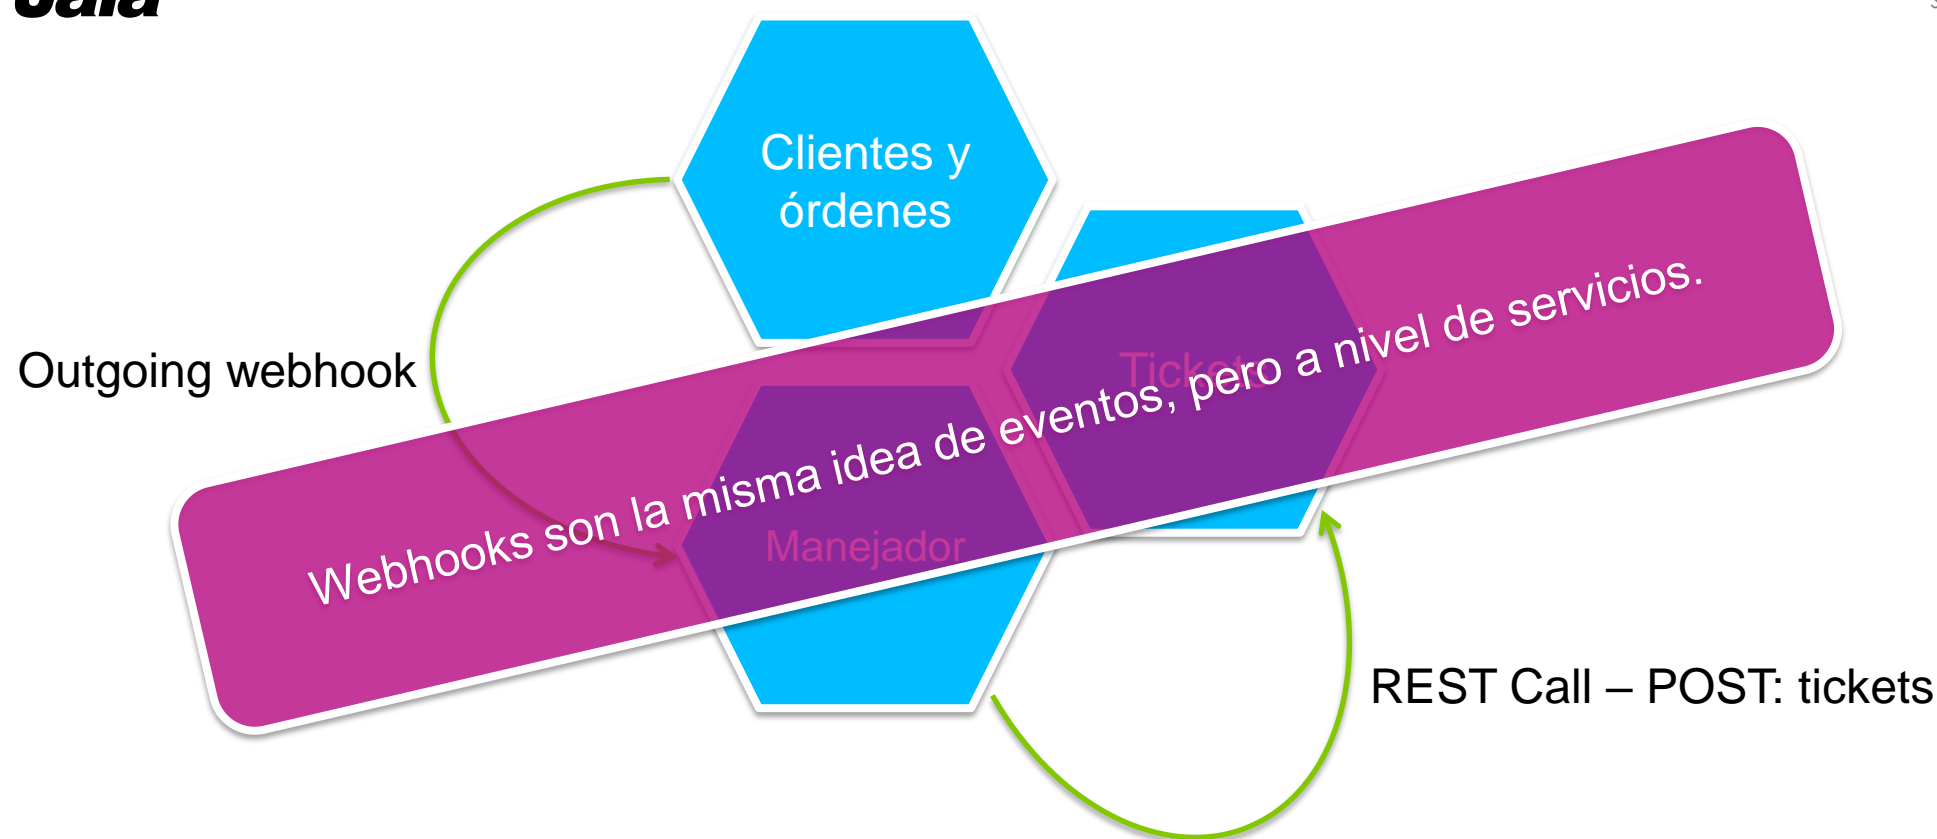 Clientes y
órdenes
Tickets
Outgoing webhook
Webhooks son la misma idea de eventos, pero a nivel de servicios.
Manejador
REST Call – POST: tickets